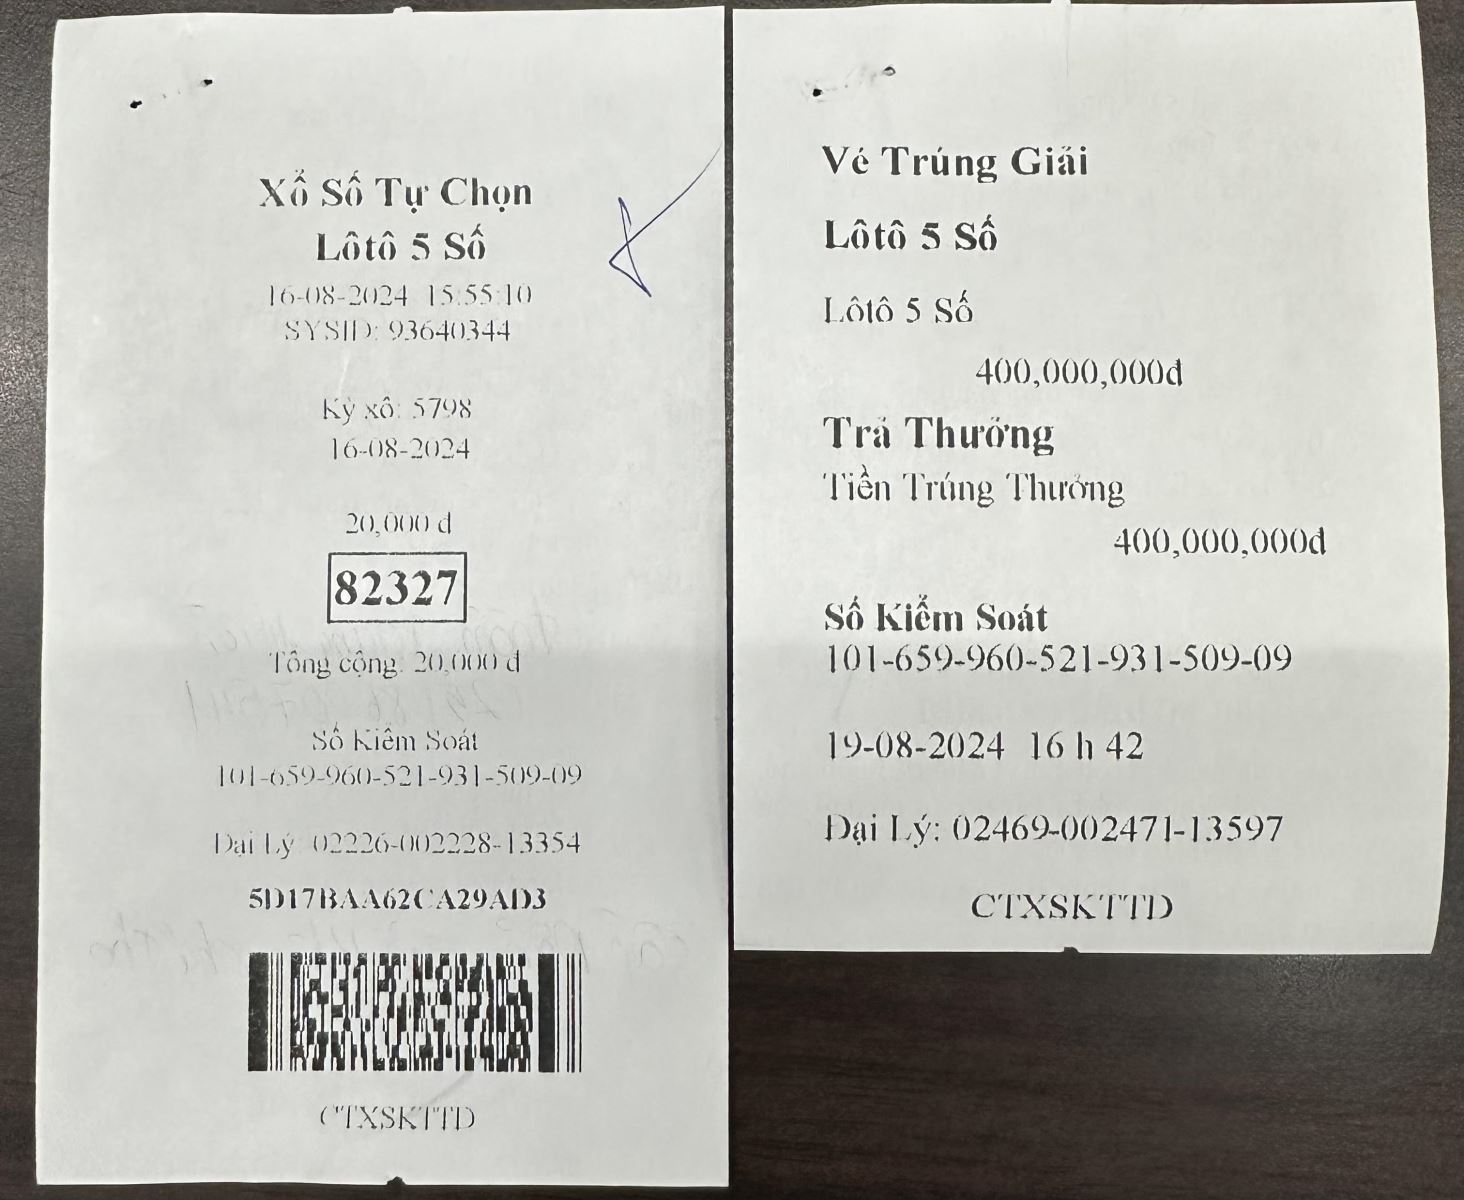 Xổ Số Tự Chọn
Lôtô 5 Số
16-08-2024 15:55:10
SYSID: 93640344
Kỳ xổ: 5798
16-08-2024
20,000 đ
82327
Tổng cộng: 20,000 đ
Số Kiểm Soát
101-659-960-521-931-509-09
Đại Lý: 02226-002228-13354
5D17BAA62CA29AD3
CTXSKTTD
Vé Trúng Giải
Lôtô 5 Số
Lôtô 5 Số
400,000,000đ
Trả Thưởng
Tiền Trúng Thưởng
400,000,000đ
Số Kiểm Soát
101-659-960-521-931-509-09
19-08-2024 16 h 42
Đại Lý: 02469-002471-13597
CTXSKTTD